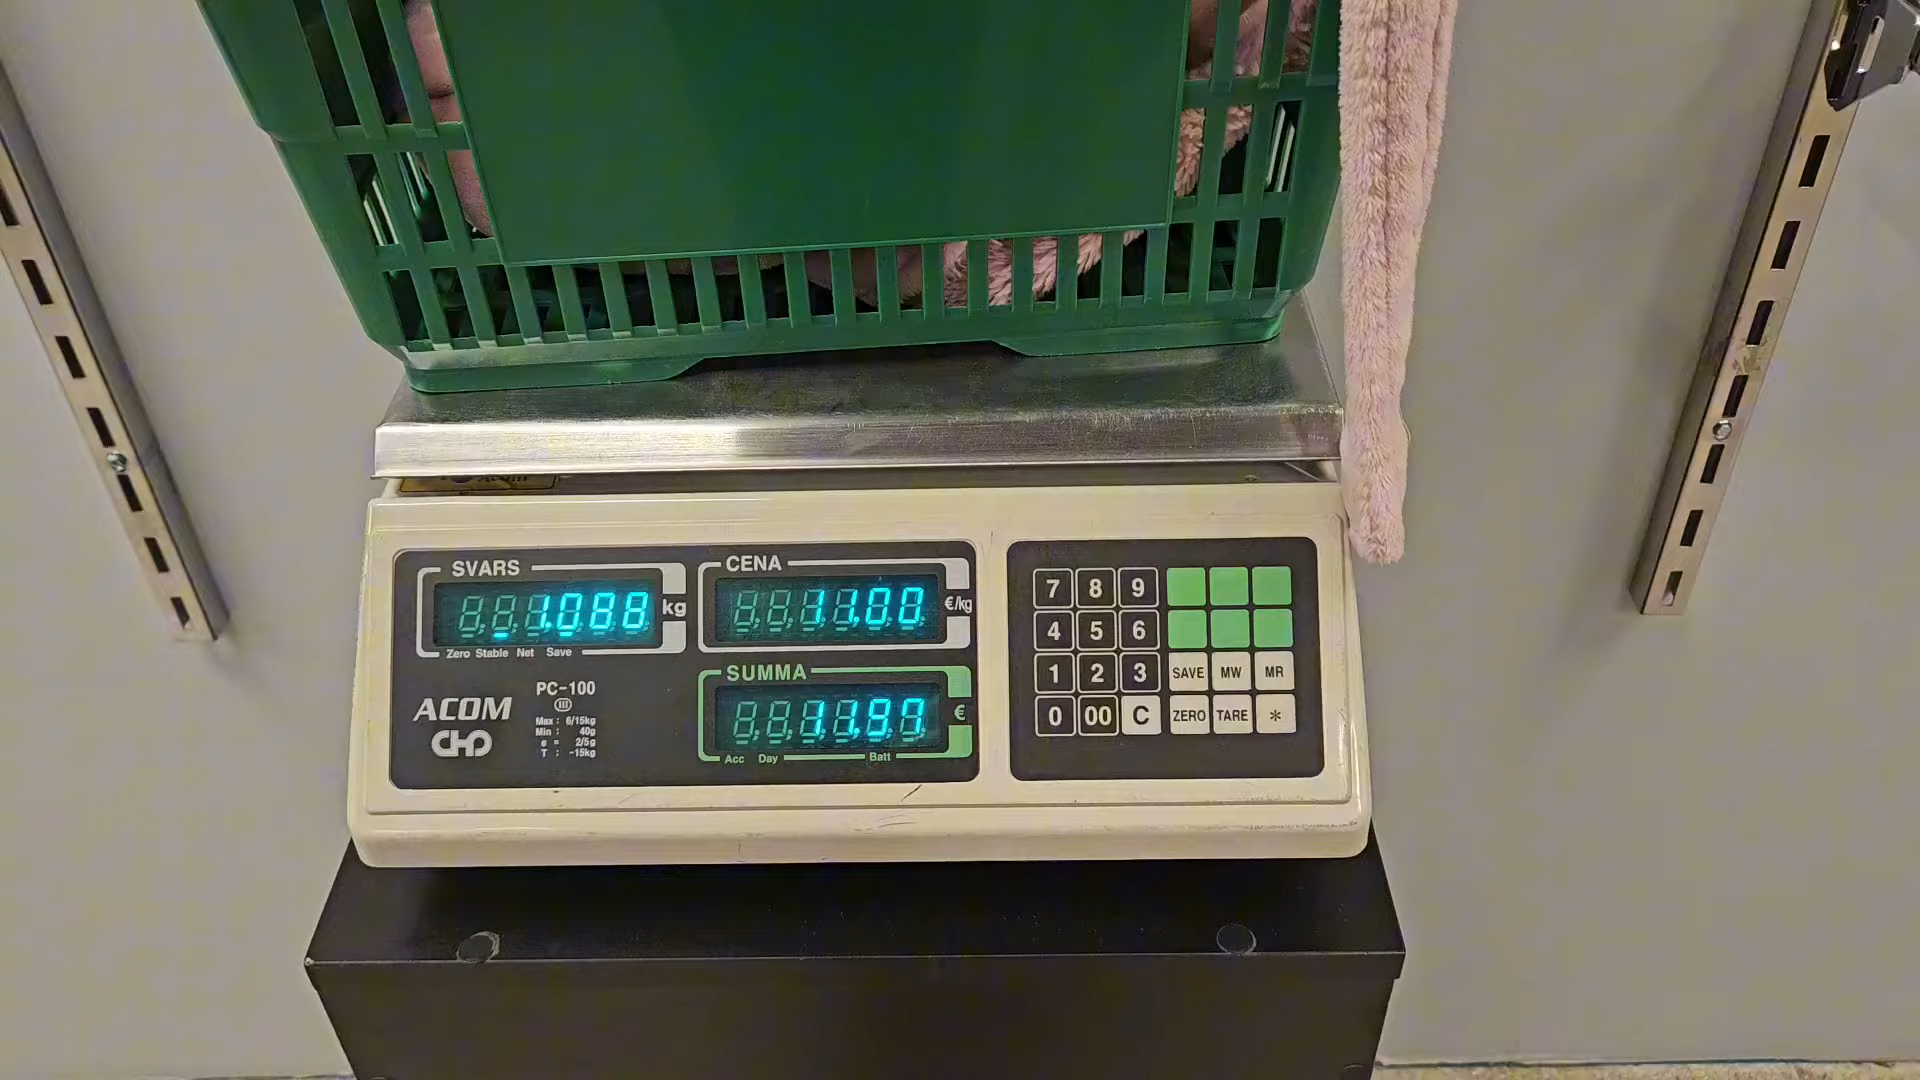 SVARS
1.088 kg
Zero Stable Net Save
CENA
11.00 €/kg
SUMMA
11.97 €
Acc Day Batt
ACOM
PC-100
III
Max : 6/15kg
Min : 40g
e = 2/5g
T : -15kg
7 8 9
4 5 6
1 2 3 SAVE MW MR
0 00 C ZERO TARE *